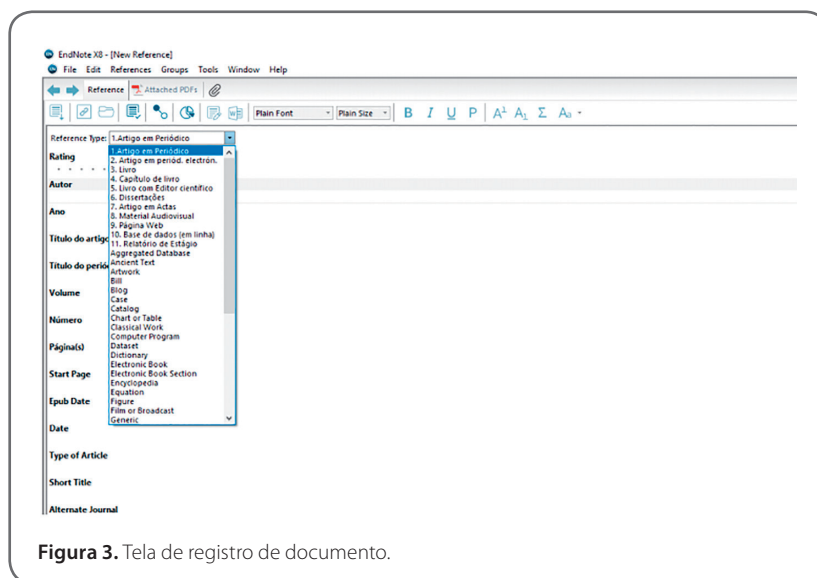 EndNote X8 - [New Reference]
File Edit References Groups Tools Window Help
Reference Attached PDFs
Plain Font Plain Size B I U P A¹ A₁ Σ Aₐ
Reference Type: 1.Artigo em Periódico
1.Artigo em Periódico
2. Artigo em periód. electrón.
3. Livro
4. Capítulo de livro
5. Livro com Editor científico
6. Dissertações
7. Artigo em Actas
8. Material Audiovisual
9. Página Web
10. Base de dados (em linha)
11. Relatório de Estágio
Aggregated Database
Ancient Text
Artwork
Bill
Blog
Case
Catalog
Chart or Table
Classical Work
Computer Program
Dataset
Dictionary
Electronic Book
Electronic Book Section
Encyclopedia
Equation
Figure
Film or Broadcast
Generic
Rating
Autor
Ano
Título do artigo
Título do perió
Volume
Número
Página(s)
Start Page
Epub Date
Date
Type of Article
Short Title
Alternate Journal
Figura 3. Tela de registro de documento.